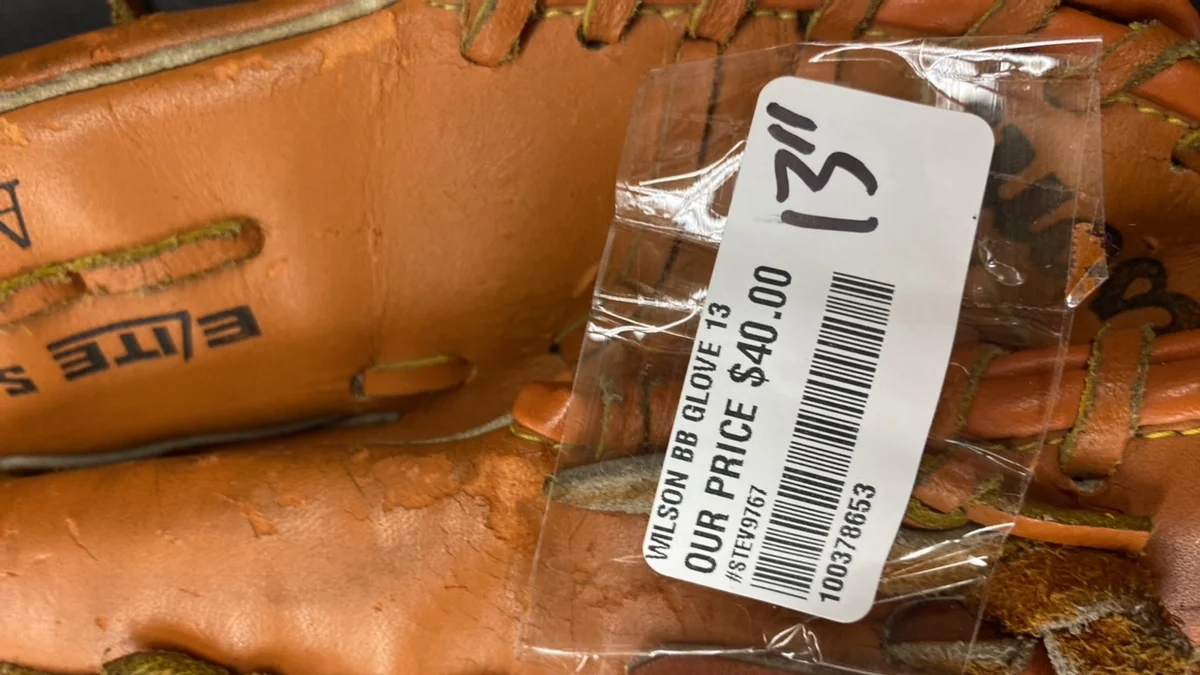 13"
WILSON BB GLOVE 13
OUR PRICE $40.00
#STEV9767
100378653
A
ELITE S